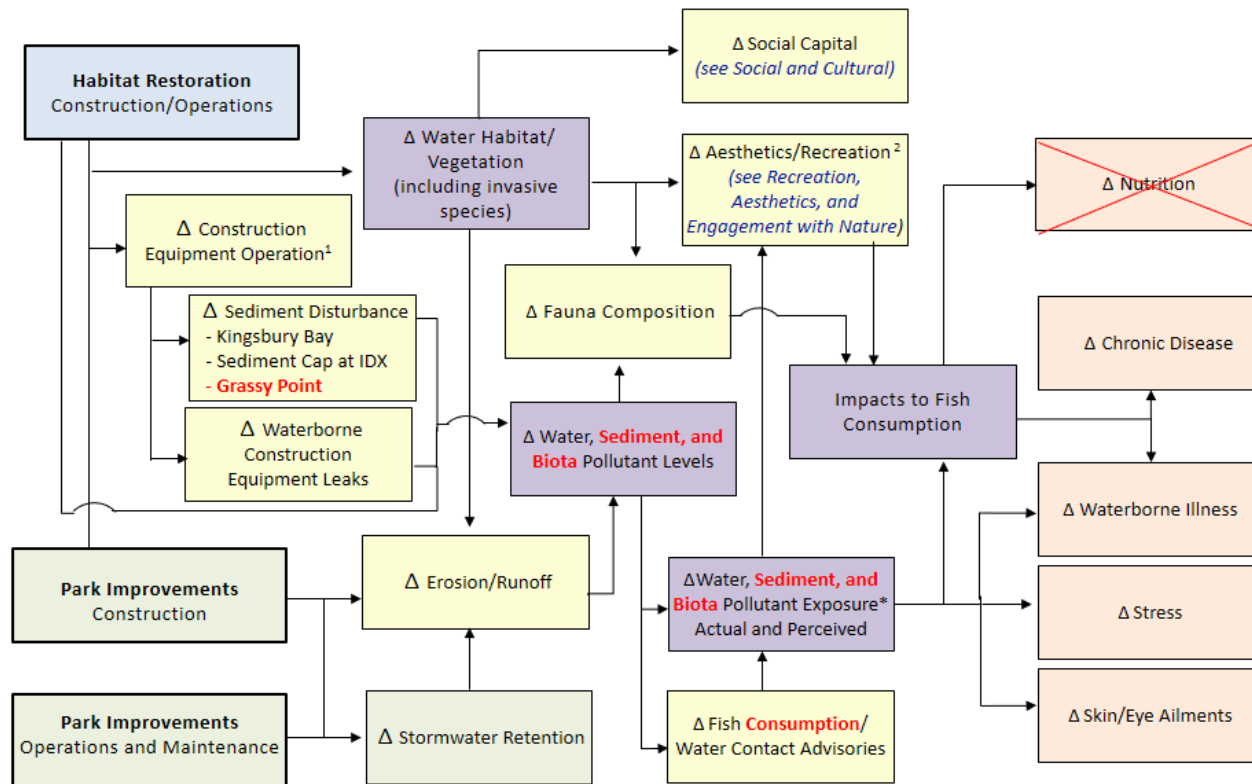 Habitat Restoration
Construction/Operations
Δ Social Capital
(see Social and Cultural)
Δ Water Habitat/
Vegetation
(including invasive
species)
Δ Aesthetics/Recreation ²
(see Recreation,
Aesthetics, and
Engagement with Nature)
Δ Nutrition
Δ Construction
Equipment Operation¹
Δ Sediment Disturbance
- Kingsbury Bay
- Sediment Cap at IDX
- Grassy Point
Δ Fauna Composition
Δ Chronic Disease
Impacts to Fish
Consumption
Δ Waterborne
Construction
Equipment Leaks
Δ Water, Sediment, and
Biota Pollutant Levels
Δ Waterborne Illness
Park Improvements
Construction
Δ Erosion/Runoff
ΔWater, Sediment, and
Biota Pollutant Exposure*
Actual and Perceived
Δ Stress
Park Improvements
Operations and Maintenance
Δ Stormwater Retention
Δ Fish Consumption/
Water Contact Advisories
Δ Skin/Eye Ailments